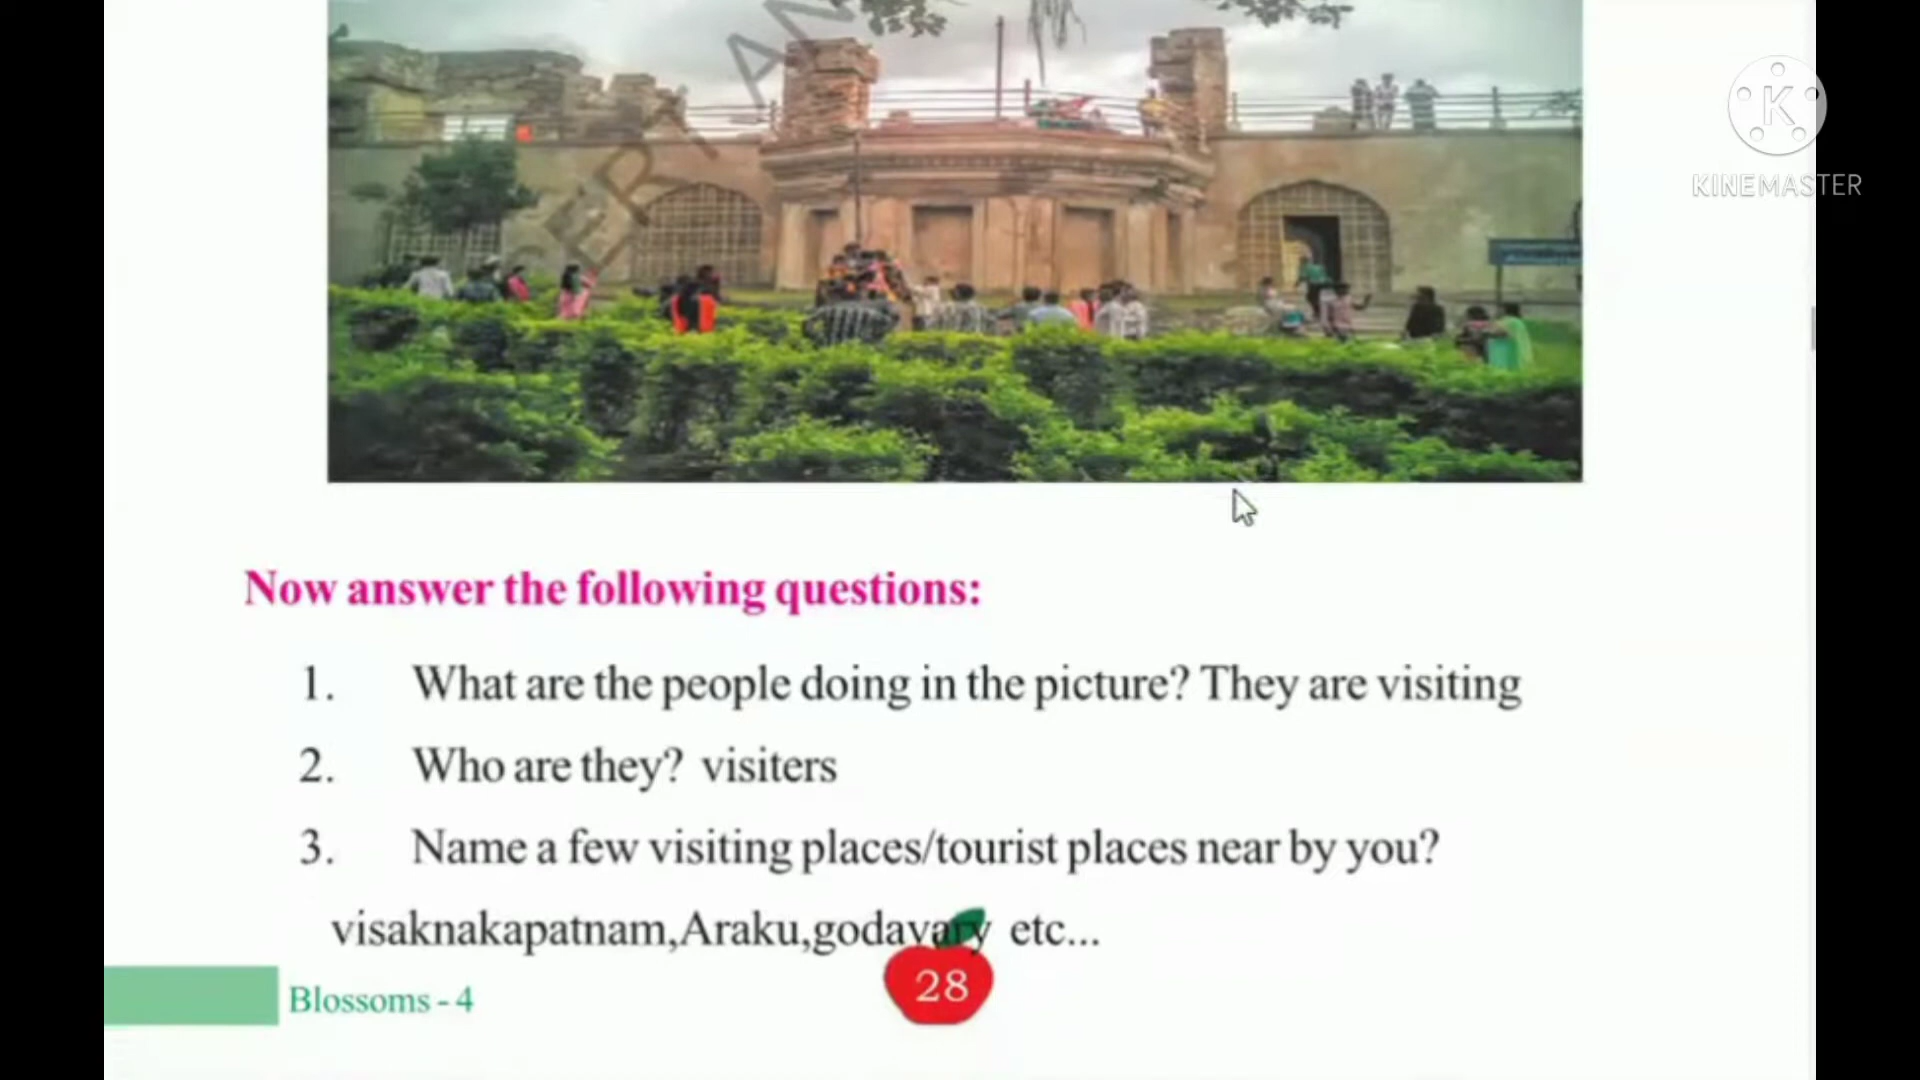 CERT AN
KINEMASTER
Now answer the following questions:
1. What are the people doing in the picture? They are visiting
2. Who are they? visiters
3. Name a few visiting places/tourist places near by you?
visaknakapatnam,Araku,godavary etc...
Blossoms - 4
28